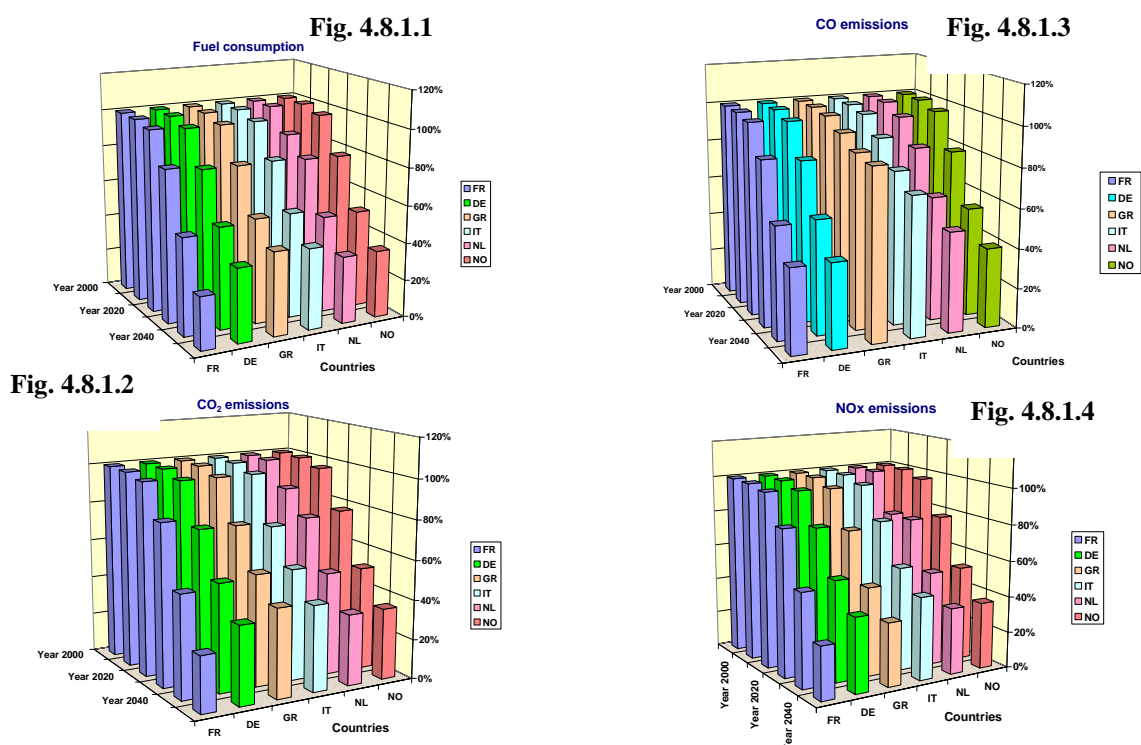 Fig. 4.8.1.1
Fuel consumption
120%
100%
80%
60%
40%
20%
0%
Year 2000
Year 2020
Year 2040
FR
DE
GR
IT
NL
NO
Countries
FR
DE
GR
IT
NL
NO
Fig. 4.8.1.3
CO emissions
120%
100%
80%
60%
40%
20%
0%
Year 2000
Year 2020
Year 2040
FR
DE
GR
IT
NL
NO
Countries
FR
DE
GR
IT
NL
NO
Fig. 4.8.1.2
CO₂ emissions
120%
100%
80%
60%
40%
20%
0%
Year 2000
Year 2020
Year 2040
FR
DE
GR
IT
NL
NO
Countries
FR
DE
GR
IT
NL
NO
Fig. 4.8.1.4
NOx emissions
100%
80%
60%
40%
20%
0%
Year 2000
Year 2020
Year 2040
FR
DE
GR
IT
NL
NO
Countries
FR
DE
GR
IT
NL
NO